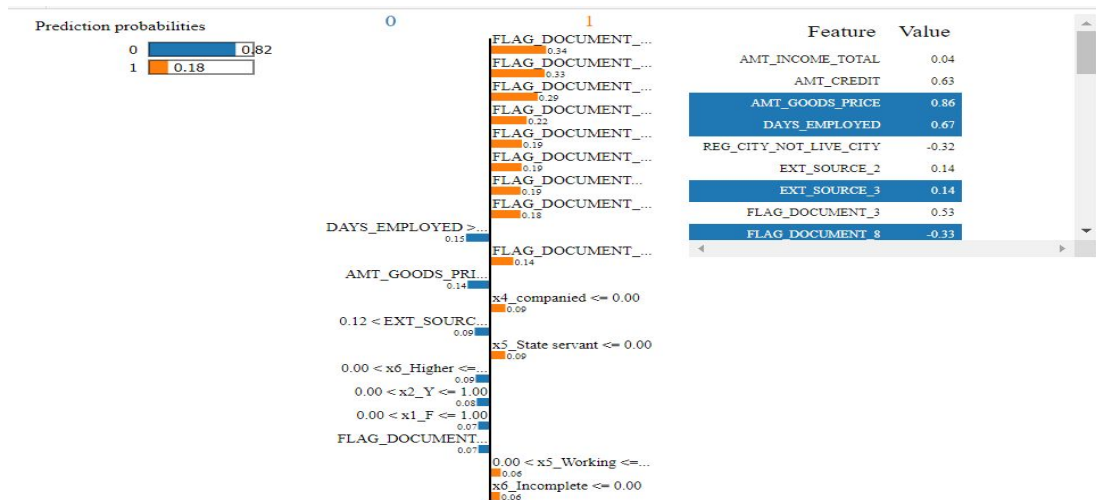 Prediction probabilities
0 0.82
1 0.18
0 1
FLAG_DOCUMENT_...
0.34
FLAG_DOCUMENT_...
0.33
FLAG_DOCUMENT_...
0.29
FLAG_DOCUMENT_...
0.22
FLAG_DOCUMENT_...
0.19
FLAG_DOCUMENT_...
0.19
FLAG_DOCUMENT...
0.19
FLAG_DOCUMENT_...
0.18
DAYS_EMPLOYED >...
0.15
FLAG_DOCUMENT_...
0.14
AMT_GOODS_PRI...
0.14
x4_companied <= 0.00
0.09
0.12 < EXT_SOURC...
0.09
x5_State servant <= 0.00
0.09
0.00 < x6_Higher <=...
0.09
0.00 < x2_Y <= 1.00
0.08
0.00 < x1_F <= 1.00
0.07
FLAG_DOCUMENT...
0.07
0.00 < x5_Working <=...
0.06
x6_Incomplete <= 0.00
0.06
Feature Value
AMT_INCOME_TOTAL 0.04
AMT_CREDIT 0.63
AMT_GOODS_PRICE 0.86
DAYS_EMPLOYED 0.67
REG_CITY_NOT_LIVE_CITY -0.32
EXT_SOURCE_2 0.14
EXT_SOURCE_3 0.14
FLAG_DOCUMENT_3 0.53
FLAG_DOCUMENT_8 -0.33